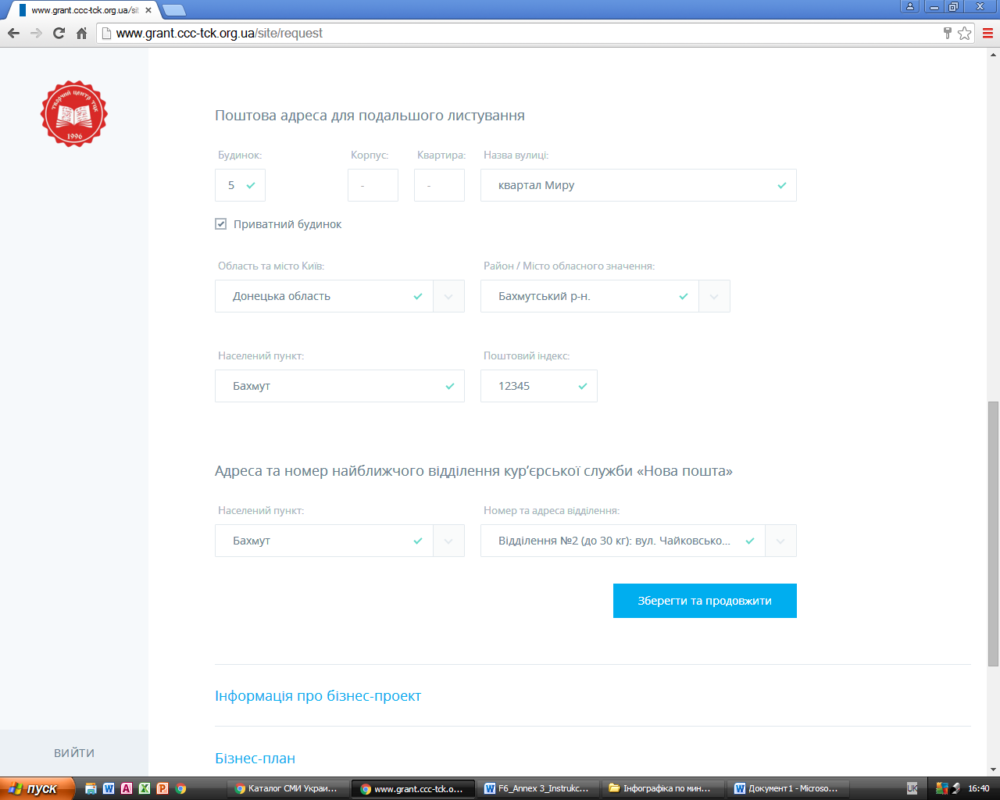 www.grant.ccc-tck.org.ua/sit
www.grant.ccc-tck.org.ua/site/request
ТВОРЧИЙ ЦЕНТР ТЦК
1996
Поштова адреса для подальшого листування
Будинок: Корпус: Квартира: Назва вулиці:
5 - - квартал Миру
Приватний будинок
Область та місто Київ: Район / Місто обласного значення:
Донецька область Бахмутський р-н.
Населений пункт: Поштовий індекс:
Бахмут 12345
Адреса та номер найближчого відділення кур’єрської служби «Нова пошта»
Населений пункт: Номер та адреса відділення:
Бахмут Відділення №2 (до 30 кг): вул. Чайковсько...
Зберегти та продовжити
Інформація про бізнес-проект
Бізнес-план
ВИЙТИ
пуск Каталог СМИ Украи... www.grant.ccc-tck.o... F6_Annex 3_Instrukc... Інфографіка по мин... Документ1 - Microso... UK 16:40